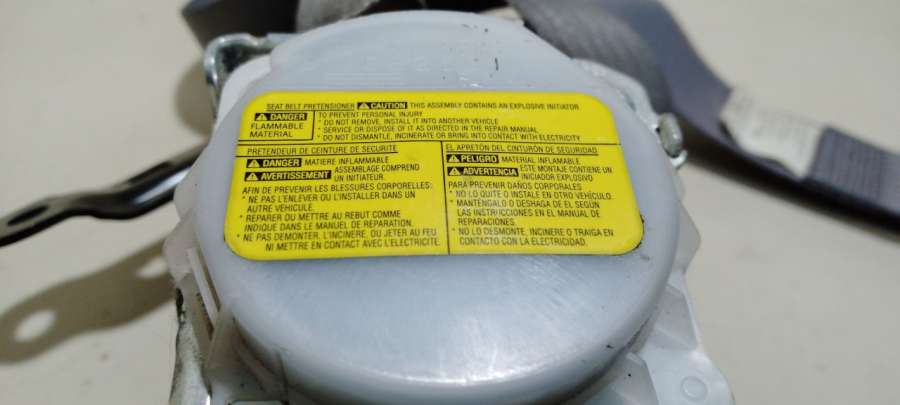 SEAT BELT PRETENSIONER ⚠ CAUTION THIS ASSEMBLY CONTAINS AN EXPLOSIVE INITIATOR
⚠ DANGER
FLAMMABLE
MATERIAL
TO PREVENT PERSONAL INJURY
* DO NOT REMOVE, INSTALL IT INTO ANOTHER VEHICLE
* SERVICE OR DISPOSE OF IT AS DIRECTED IN THE REPAIR MANUAL
* DO NOT DISMANTLE, INCINERATE OR BRING INTO CONTACT WITH ELECTRICITY
PRETENDEUR DE CEINTURE DE SECURITE
⚠ DANGER MATIERE INFLAMMABLE
⚠ AVERTISSEMENT ASSEMBLAGE COMPREND
UN INITIATEUR.
AFIN DE PREVENIR LES BLESSURES CORPORELLES:
* NE PAS L'ENLEVER OU L'INSTALLER DANS UN
AUTRE VEHICULE.
* REPARER OU METTRE AU REBUT COMME
INDIQUE DANS LE MANUEL DE REPARATION.
* NE PAS DEMONTER, L'INCINERE, OU JETER AU FEU
NI METTRE EN CONTACT AVEC L'ELECTRICITE.
EL APRETÓN DEL CINTURÓN DE SEGURIDAD
⚠ PELIGRO MATERIAL INFLAMABLE
⚠ ADVERTENCIA ESTE MONTAJE CONTIENE UN
INICIADOR EXPLOSIVO
PARA PREVENIR DAÑOS CORPORALES
* NO LO QUITE O INSTALE EN OTRO VEHÍCULO.
* MANTÉNGALO O DESHAGA DE EL SEGÚN
LAS INSTRUCCIONES EN EL MANUAL DE
REPARACIONES.
* NO LO DESMONTE, INCINERE O TRAIGA EN
CONTACTO CON LA ELECTRICIDAD.